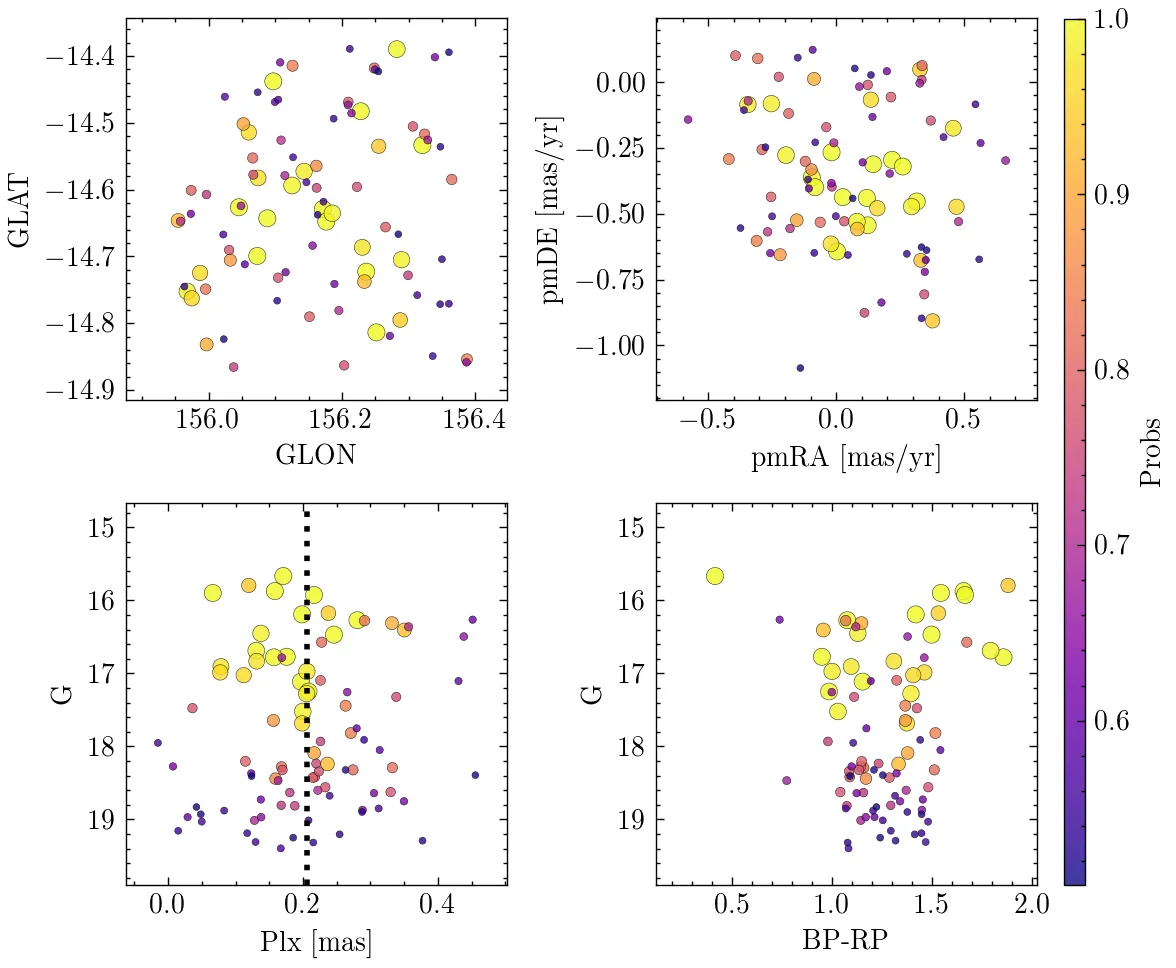 −14.4
−14.5
−14.6
−14.7
−14.8
−14.9
GLAT
156.0 156.2 156.4
GLON
0.00
−0.25
−0.50
−0.75
−1.00
pmDE [mas/yr]
−0.5 0.0 0.5
pmRA [mas/yr]
15
16
17
18
19
G
0.0 0.2 0.4
Plx [mas]
15
16
17
18
19
G
0.5 1.0 1.5 2.0
BP-RP
1.0
0.9
0.8
0.7
0.6
Probs